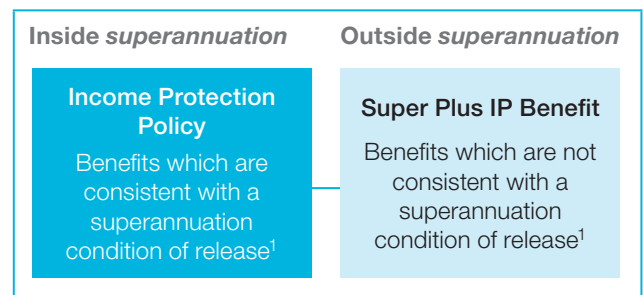 Inside superannuation
Outside superannuation
Income Protection
Policy
Benefits which are
consistent with a
superannuation
condition of release1
Super Plus IP Benefit
Benefits which are not
consistent with a
superannuation
condition of release1